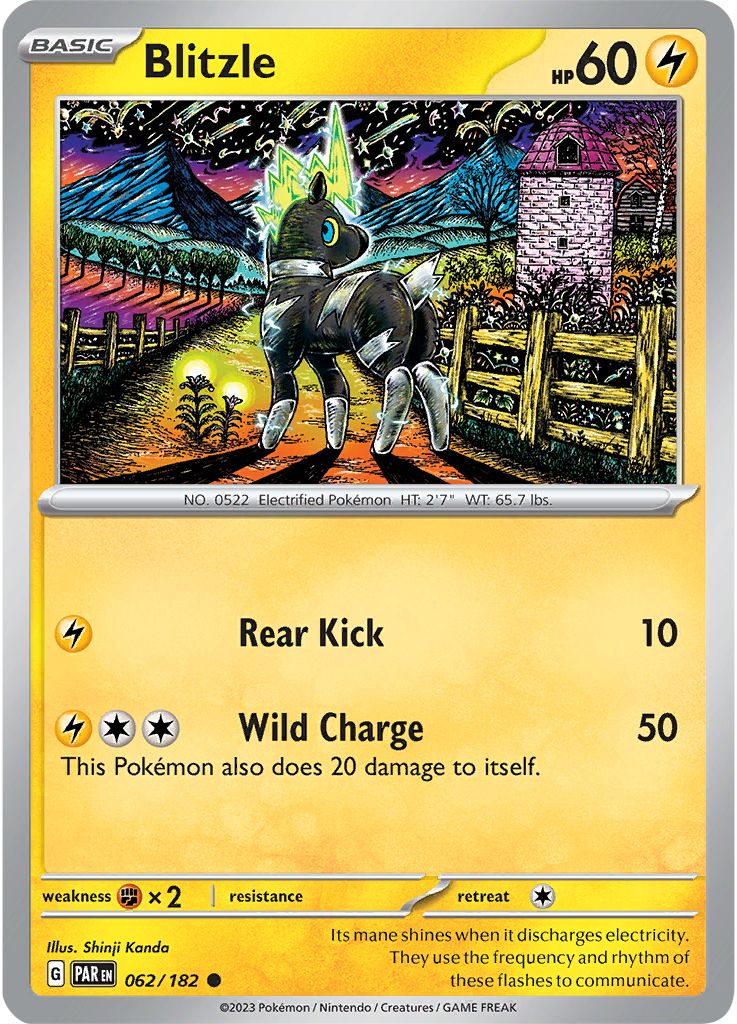 BASIC Blitzle HP 60
NO. 0522 Electrified Pokémon HT: 2'7" WT: 65.7 lbs.
Rear Kick 10
Wild Charge 50
This Pokémon also does 20 damage to itself.
weakness ×2 resistance retreat
Illus. Shinji Kanda
G PAR EN 062/182
Its mane shines when it discharges electricity.
They use the frequency and rhythm of
these flashes to communicate.
©2023 Pokémon / Nintendo / Creatures / GAME FREAK